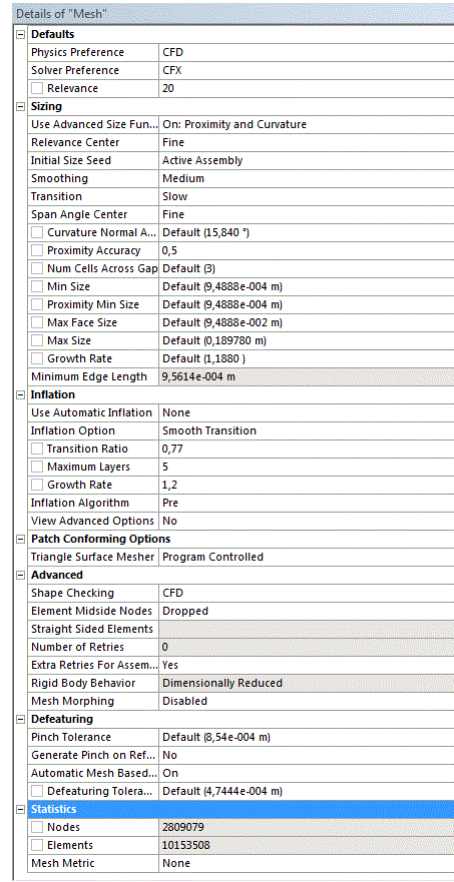 Details of "Mesh"
Defaults
Physics Preference CFD
Solver Preference CFX
Relevance 20
Sizing
Use Advanced Size Fun... On: Proximity and Curvature
Relevance Center Fine
Initial Size Seed Active Assembly
Smoothing Medium
Transition Slow
Span Angle Center Fine
Curvature Normal A... Default (15,840 °)
Proximity Accuracy 0,5
Num Cells Across Gap Default (3)
Min Size Default (9,4888e-004 m)
Proximity Min Size Default (9,4888e-004 m)
Max Face Size Default (9,4888e-002 m)
Max Size Default (0,189780 m)
Growth Rate Default (1,1880 )
Minimum Edge Length 9,5614e-004 m
Inflation
Use Automatic Inflation None
Inflation Option Smooth Transition
Transition Ratio 0,77
Maximum Layers 5
Growth Rate 1,2
Inflation Algorithm Pre
View Advanced Options No
Patch Conforming Options
Triangle Surface Mesher Program Controlled
Advanced
Shape Checking CFD
Element Midside Nodes Dropped
Straight Sided Elements
Number of Retries 0
Extra Retries For Assem... Yes
Rigid Body Behavior Dimensionally Reduced
Mesh Morphing Disabled
Defeaturing
Pinch Tolerance Default (8,54e-004 m)
Generate Pinch on Ref... No
Automatic Mesh Based... On
Defeaturing Tolera... Default (4,7444e-004 m)
Statistics
Nodes 2809079
Elements 10153508
Mesh Metric None